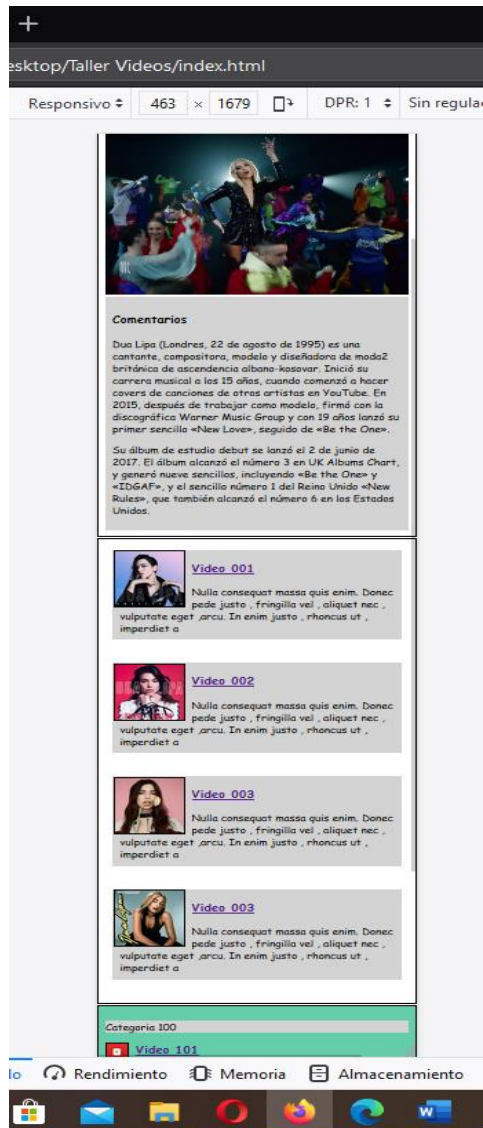 esktop/Taller Videos/index.html
Responsivo 463 × 1679 DPR: 1 Sin regulac
Comentarios
Dua Lipa (Londres, 22 de agosto de 1995) es una
cantante, compositora, modelo y diseñadora de moda2
británica de ascendencia albano-kosovar. Inició su
carrera musical a los 15 años, cuando comenzó a hacer
covers de canciones de otros artistas en YouTube. En
2015, después de trabajar como modelo, firmó con la
discográfica Warner Music Group y con 19 años lanzó su
primer sencillo «New Love», seguido de «Be the One».
Su álbum de estudio debut se lanzó el 2 de junio de
2017. El álbum alcanzó el número 3 en UK Albums Chart,
y generó nueve sencillos, incluyendo «Be the One» y
«IDGAF», y el sencillo número 1 del Reino Unido «New
Rules», que también alcanzó el número 6 en los Estados
Unidos.
Video 001
Nulla consequat massa quis enim. Donec
pede justo , fringilla vel , aliquet nec ,
vulputate eget ,arcu. In enim justo , rhoncus ut ,
imperdiet a
Video 002
Nulla consequat massa quis enim. Donec
pede justo , fringilla vel , aliquet nec ,
vulputate eget ,arcu. In enim justo , rhoncus ut ,
imperdiet a
Video 003
Nulla consequat massa quis enim. Donec
pede justo , fringilla vel , aliquet nec ,
vulputate eget ,arcu. In enim justo , rhoncus ut ,
imperdiet a
Video 003
Nulla consequat massa quis enim. Donec
pede justo , fringilla vel , aliquet nec ,
vulputate eget ,arcu. In enim justo , rhoncus ut ,
imperdiet a
Categoria 100
Video 101
lo Rendimiento Memoria Almacenamiento